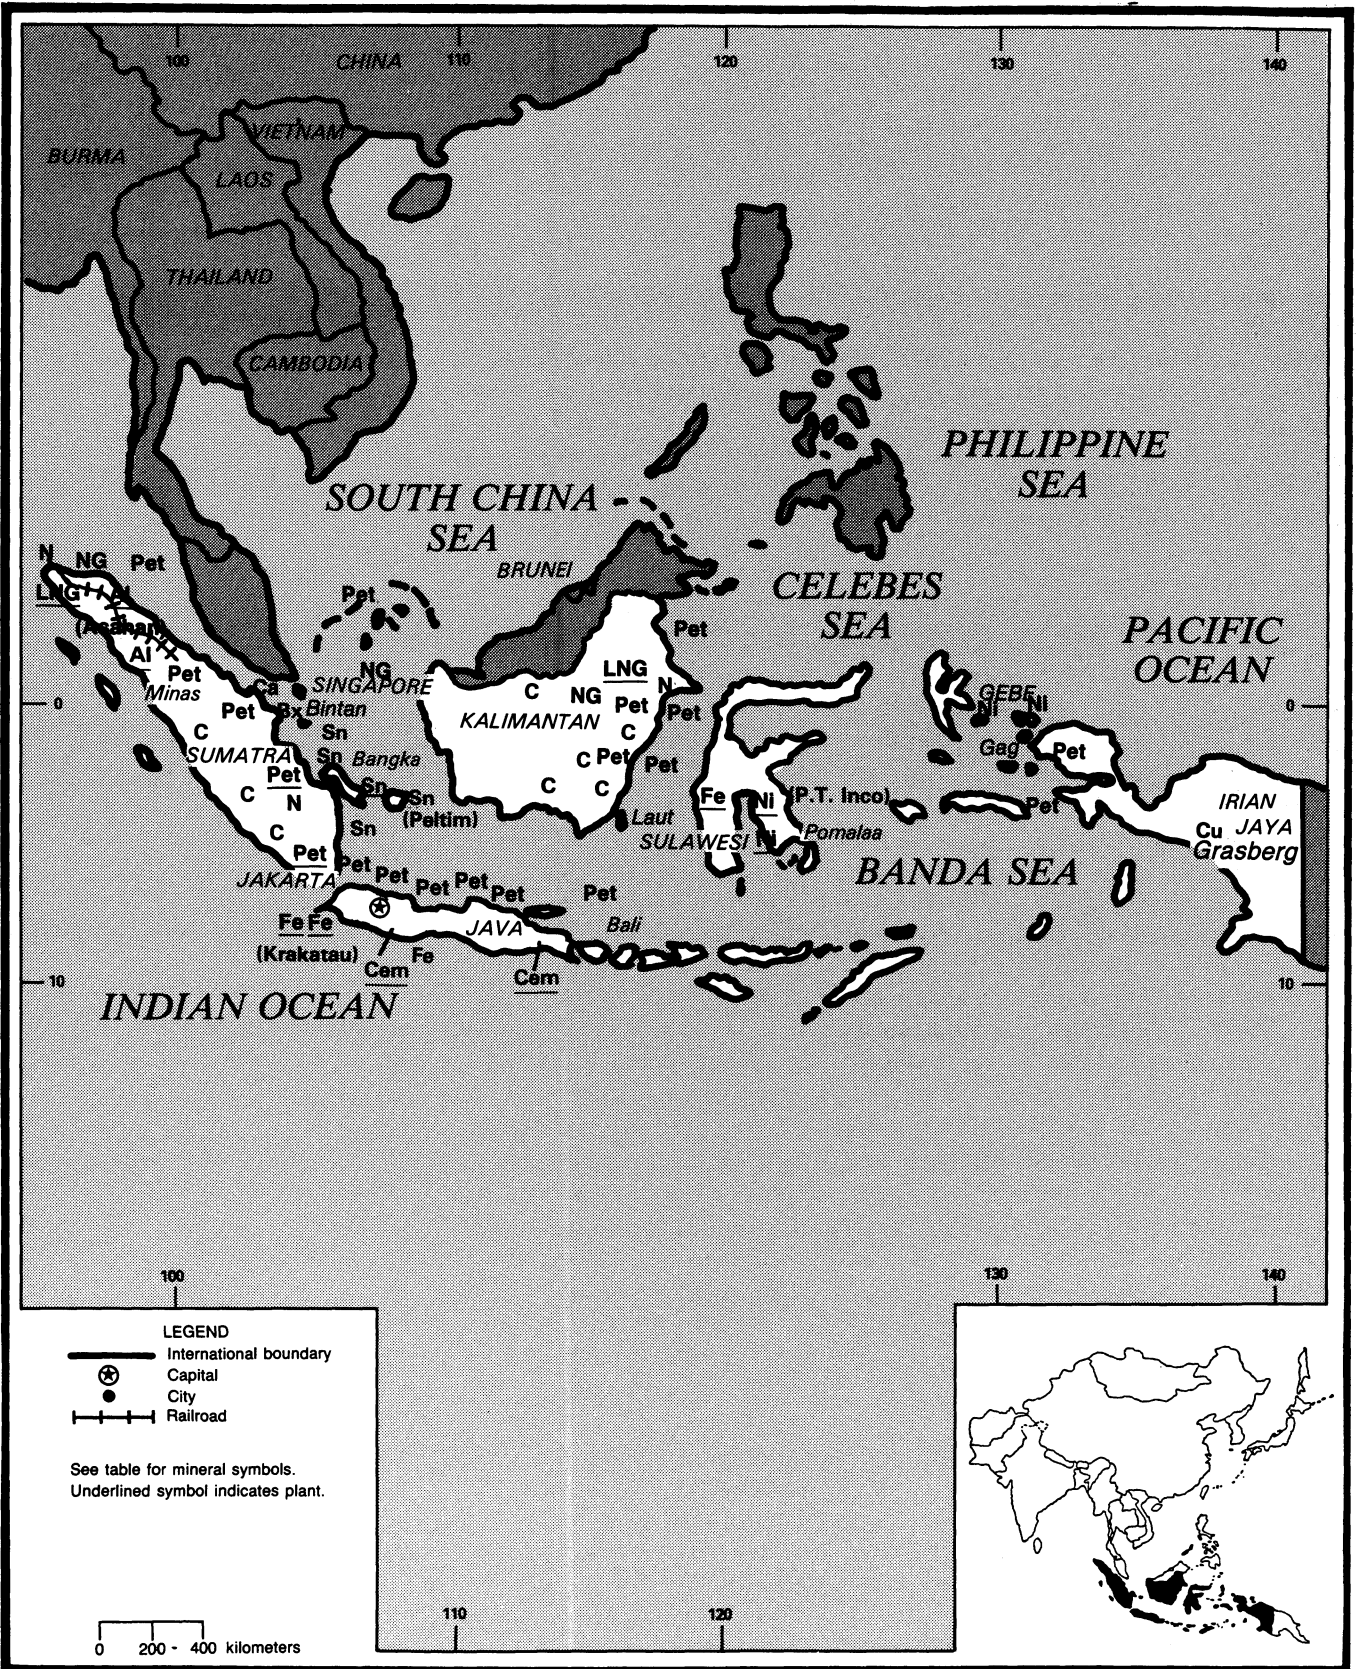 100
CHINA
110
120
130
140
VIETNAM
BURMA
LAOS
THAILAND
CAMBODIA
PHILIPPINE
SEA
SOUTH CHINA
SEA
N
NG
Pet
BRUNEI
CELEBES
SEA
LNG
Al
Pet
(Asahan)
Pet
PACIFIC
OCEAN
Al
Pet
Minas
NG
LNG
N
Ca
SINGAPORE
C
NG
GEBE
Ni
Ni
0
Pet
Bx
Bintan
Pet
Pet
0
KALIMANTAN
C
Sn
C
Gag
Pet
SUMATRA
Sn
Bangka
C
Pet
Pet
Pet
Sn
C
C
C
N
Sn
(Peltim)
Fe
Ni
(P.T. Inco)
Pet
IRIAN
JAYA
Cu
Grasberg
C
Sn
Laut
SULAWESI
Ni
Pomalaa
Pet
Pet
Pet
Pet
Pet
Pet
Pet
BANDA SEA
JAKARTA
Fe Fe
JAVA
Bali
(Krakatau)
Fe
Cem
Cem
10
10
INDIAN OCEAN
100
130
140
LEGEND
International boundary
Capital
City
Railroad
See table for mineral symbols.
Underlined symbol indicates plant.
110
120
0 200 - 400 kilometers